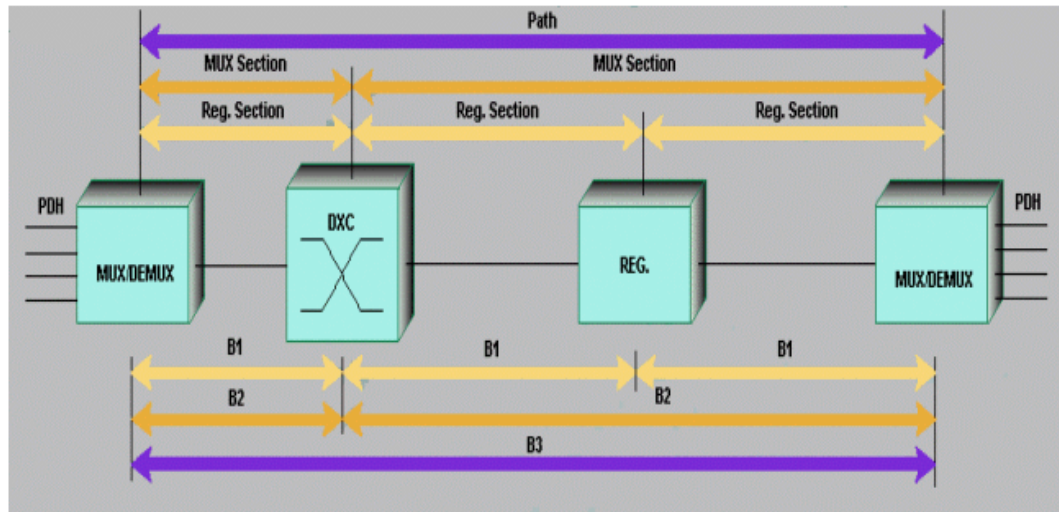 Path
MUX Section MUX Section
Reg. Section Reg. Section Reg. Section
PDH DXC PDH
MUX/DEMUX REG. MUX/DEMUX
B1 B1 B1
B2 B2
B3